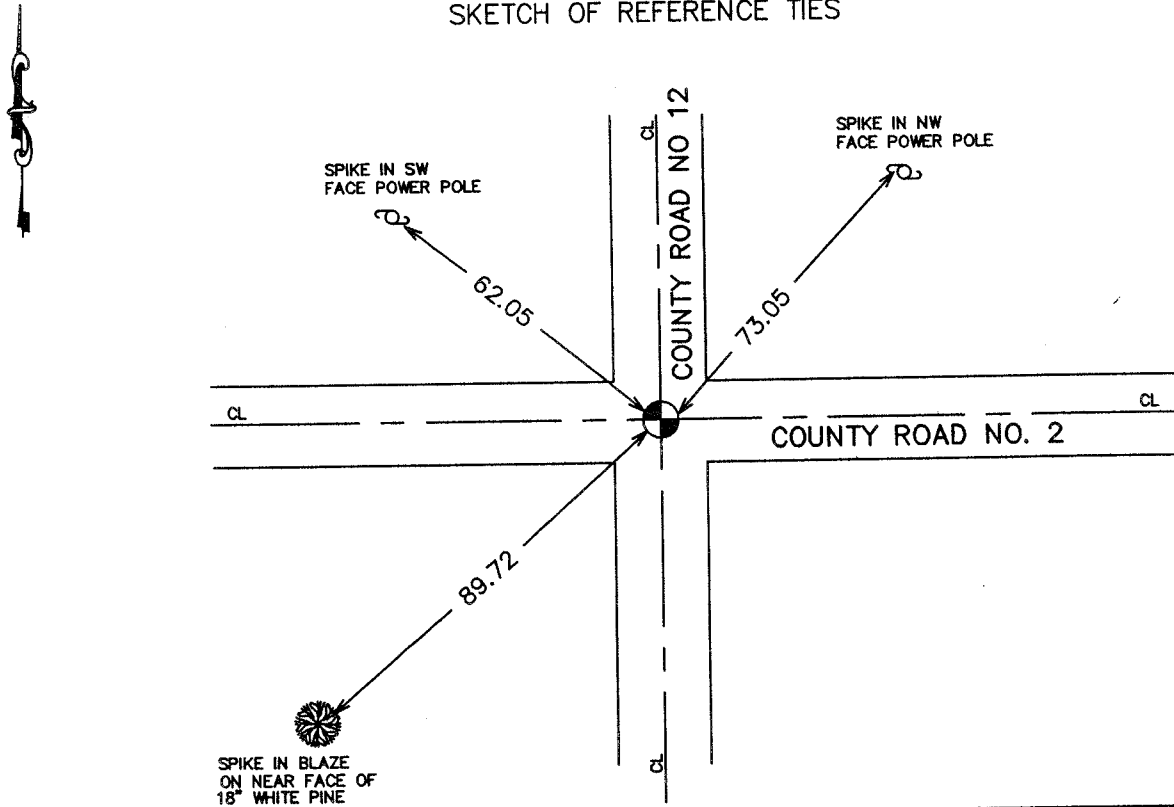 SKETCH OF REFERENCE TIES
COUNTY ROAD NO 12
CL
SPIKE IN NW
FACE POWER POLE
SPIKE IN SW
FACE POWER POLE
62.05
73.05
CL
CL
COUNTY ROAD NO. 2
89.72
CL
SPIKE IN BLAZE
ON NEAR FACE OF
18" WHITE PINE